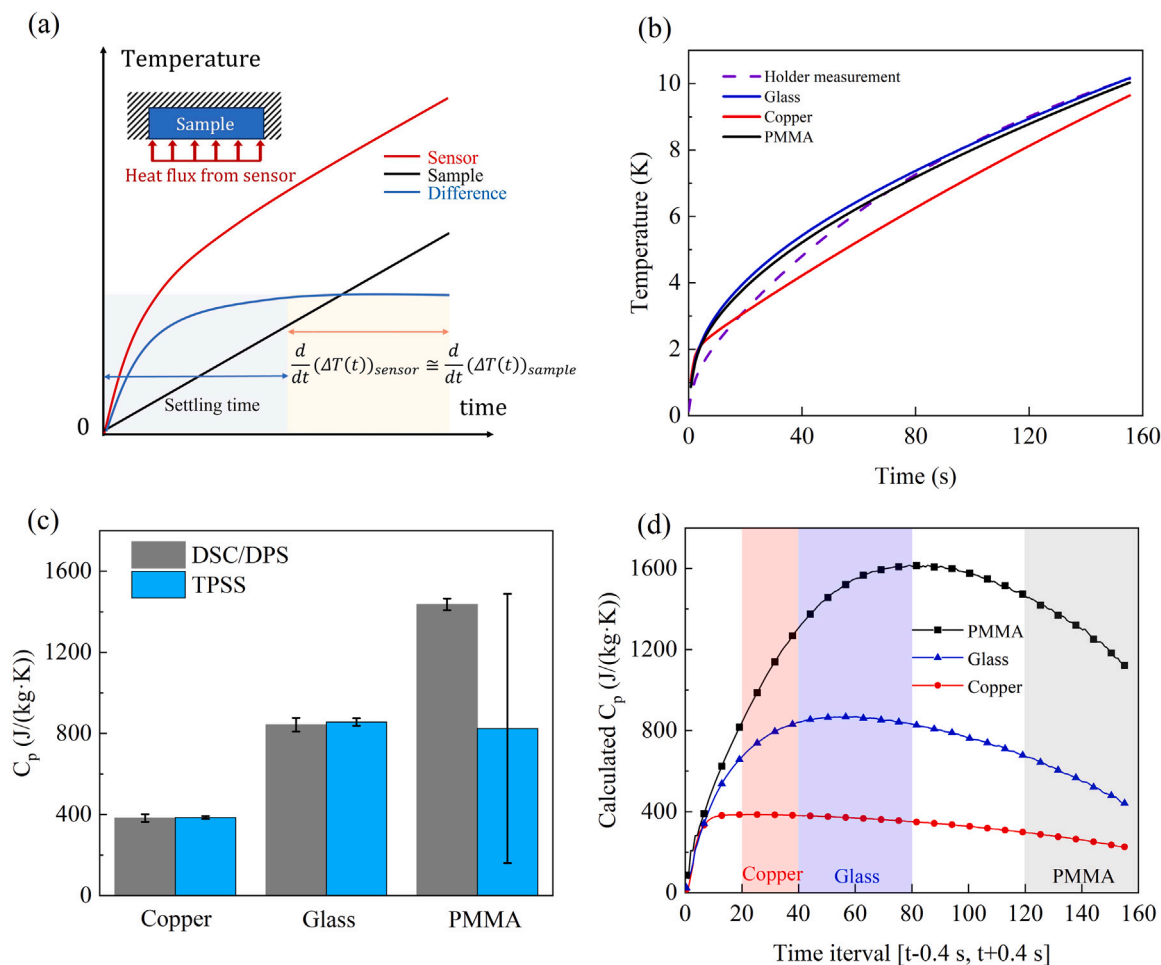 (a)
Temperature
Sample
Heat flux from sensor
Sensor
Sample
Difference
d/dt (ΔT(t))sensor ≅ d/dt (ΔT(t))sample
Settling time
time
0
(b)
Temperature (K)
10
8
6
4
2
0
Holder measurement
Glass
Copper
PMMA
0 40 80 120 160
Time (s)
(c)
Cp (J/(kg·K))
1600
1200
800
400
0
DSC/DPS
TPSS
Copper Glass PMMA
(d)
Calculated Cp (J/(kg·K))
1600
1200
800
400
0
PMMA
Glass
Copper
Copper Glass PMMA
0 20 40 60 80 100 120 140 160
Time iterval [t-0.4 s, t+0.4 s]